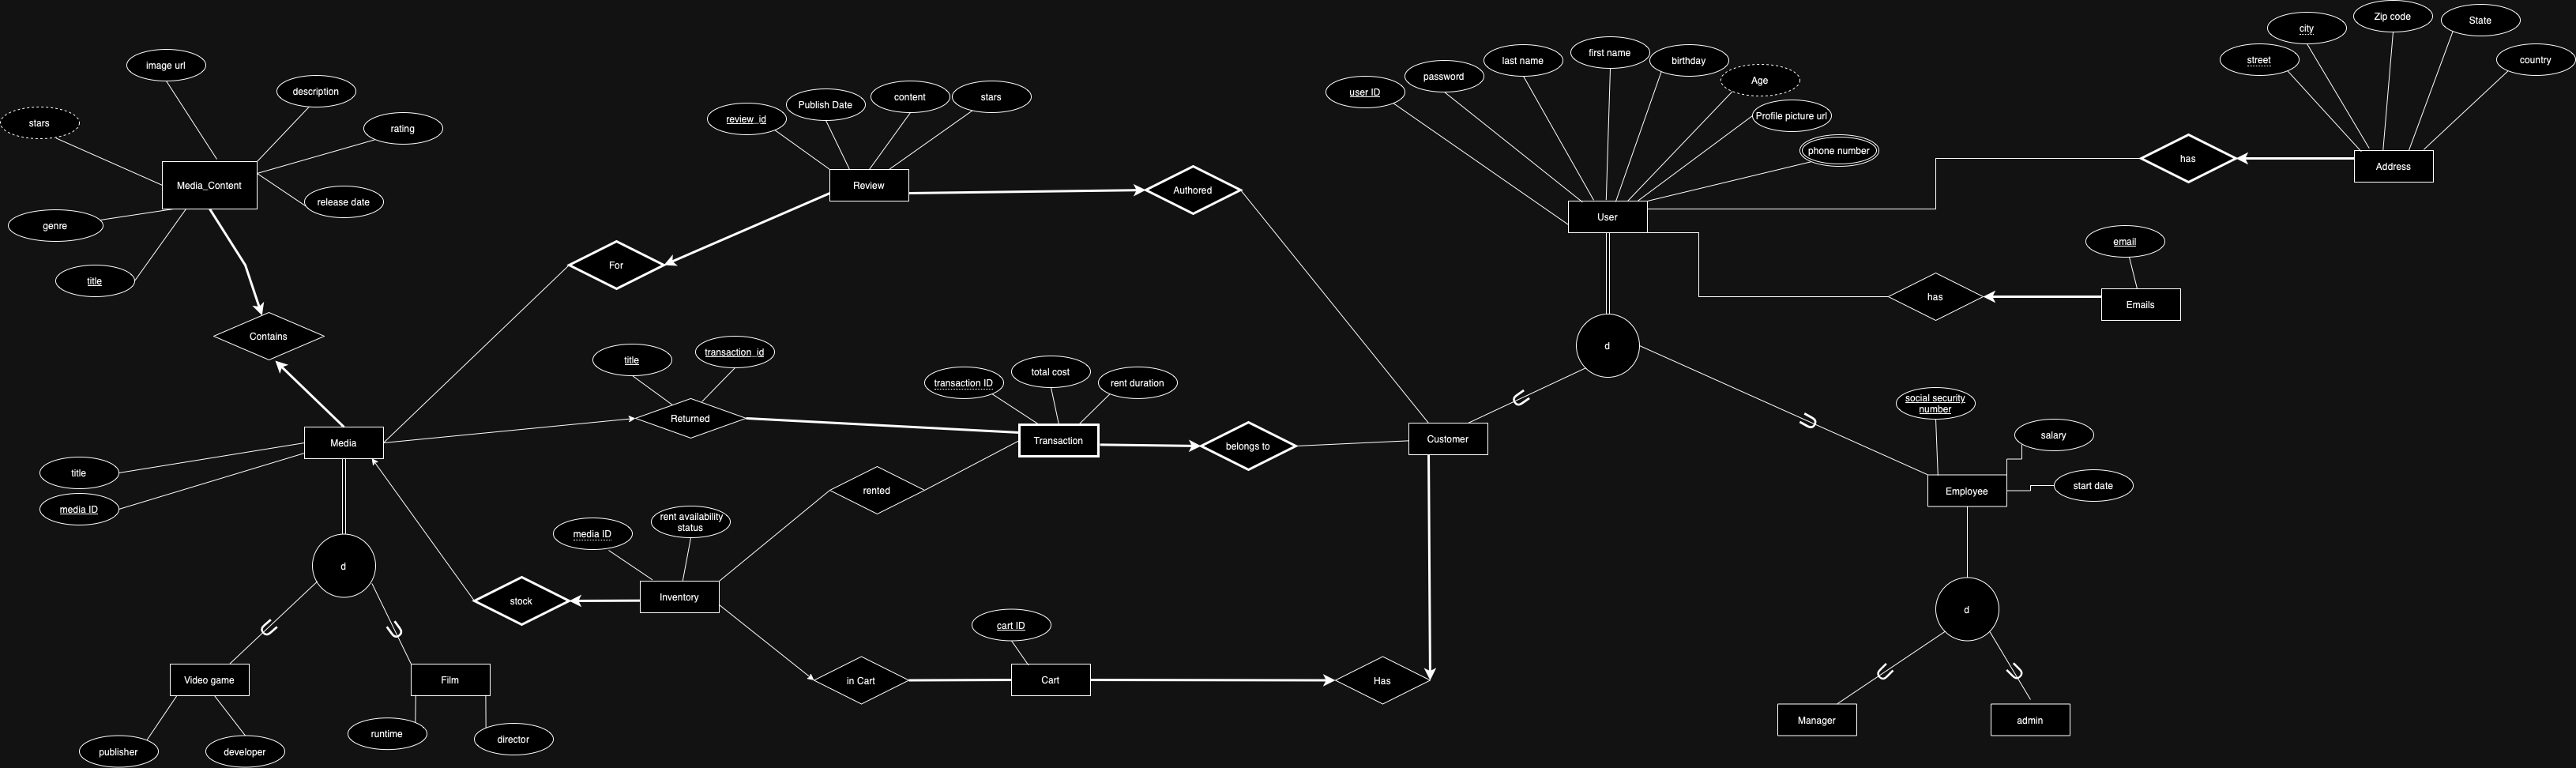 image url
description
stars
rating
Media_Content
release date
genre
title
Contains
review_id
Publish Date
content
stars
Review
Authored
For
user ID
password
last name
first name
birthday
Age
Profile picture url
phone number
User
has
street
city
Zip code
State
country
Address
email
has
Emails
d
title
transaction_id
Returned
transaction ID
total cost
rent duration
Transaction
belongs to
Customer
social security
number
salary
Employee
start date
Media
title
media ID
rented
media ID
rent availability
status
Inventory
stock
d
d
Video game
Film
publisher
developer
runtime
director
cart ID
in Cart
Cart
Has
Manager
admin